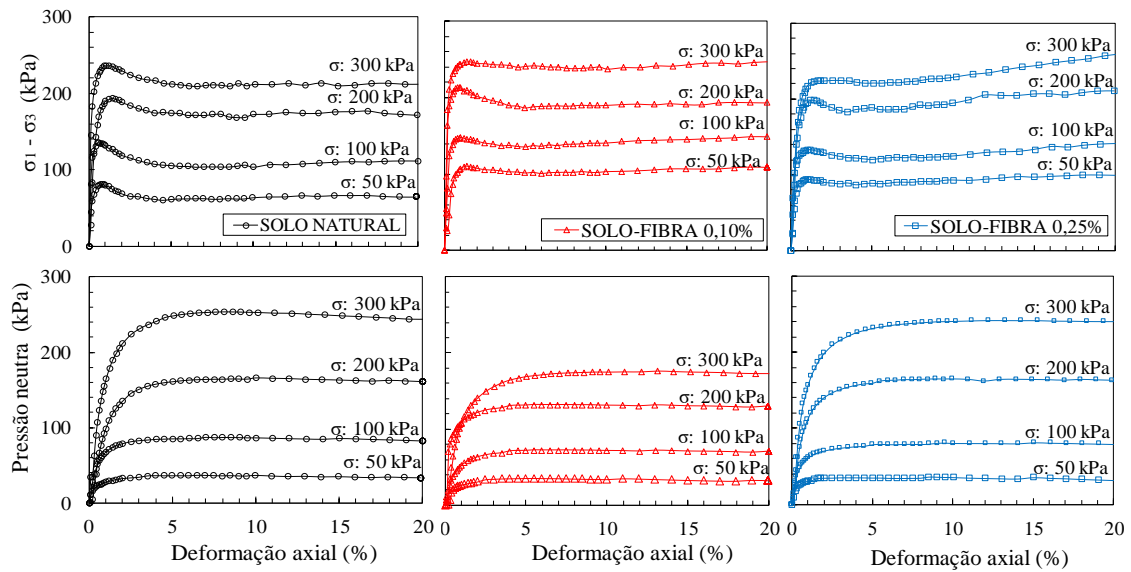 300
200
100
0
σ1 - σ3 (kPa)
σ: 300 kPa
σ: 200 kPa
σ: 100 kPa
σ: 50 kPa
SOLO NATURAL
σ: 300 kPa
σ: 200 kPa
σ: 100 kPa
σ: 50 kPa
SOLO-FIBRA 0,10%
σ: 300 kPa
σ: 200 kPa
σ: 100 kPa
σ: 50 kPa
SOLO-FIBRA 0,25%
300
200
100
0
Pressão neutra (kPa)
σ: 300 kPa
σ: 200 kPa
σ: 100 kPa
σ: 50 kPa
0 5 10 15 20
Deformação axial (%)
σ: 300 kPa
σ: 200 kPa
σ: 100 kPa
σ: 50 kPa
0 5 10 15 20
Deformação axial (%)
σ: 300 kPa
σ: 200 kPa
σ: 100 kPa
σ: 50 kPa
0 5 10 15 20
Deformação axial (%)